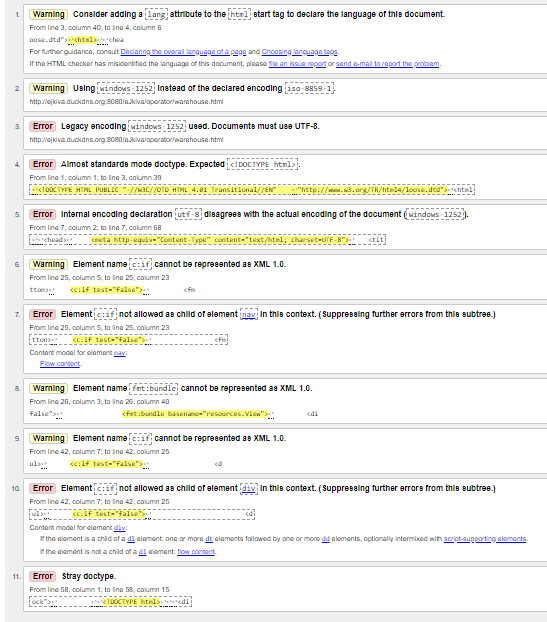 1. Warning Consider adding a lang attribute to the html start tag to declare the language of this document.
From line 3, column 40; to line 4, column 6
oose.dtd">↩<html>↩ <hea
For further guidance, consult Declaring the overall language of a page and Choosing language tags.
If the HTML checker has misidentified the language of this document, please file an issue report or send e-mail to report the problem.
2. Warning Using windows-1252 instead of the declared encoding iso-8859-1.
http://ejkiva.duckdns.org:8080/eJkiva/operator/warehouse.html
3. Error Legacy encoding windows-1252 used. Documents must use UTF-8.
http://ejkiva.duckdns.org:8080/eJkiva/operator/warehouse.html
4. Error Almost standards mode doctype. Expected <!DOCTYPE html>.
From line 1, column 1; to line 3, column 39
<!DOCTYPE HTML PUBLIC "-//W3C//DTD HTML 4.01 Transitional//EN" "http://www.w3.org/TR/html4/loose.dtd">↩<html
5. Error Internal encoding declaration utf-8 disagrees with the actual encoding of the document (windows-1252).
From line 7, column 2; to line 7, column 68
<head>↩ <meta http-equiv="Content-Type" content="text/html; charset=UTF-8">↩ <tit
6. Warning Element name c:if cannot be represented as XML 1.0.
From line 25, column 5; to line 25, column 23
tton>↩ <c:if test="false">↩ <fm
7. Error Element c:if not allowed as child of element nav in this context. (Suppressing further errors from this subtree.)
From line 25, column 5; to line 25, column 23
tton>↩ <c:if test="false">↩ <fm
Content model for element nav:
Flow content.
8. Warning Element name fmt:bundle cannot be represented as XML 1.0.
From line 26, column 3; to line 26, column 40
false">↩ <fmt:bundle basename="resources.View">↩ <di
9. Warning Element name c:if cannot be represented as XML 1.0.
From line 42, column 7; to line 42, column 25
ul>↩ <c:if test="false">↩ <d
10. Error Element c:if not allowed as child of element div in this context. (Suppressing further errors from this subtree.)
From line 42, column 7; to line 42, column 25
ul>↩ <c:if test="false">↩ <d
Content model for element div:
If the element is a child of a dl element: one or more dt elements followed by one or more dd elements, optionally intermixed with script-supporting elements.
If the element is not a child of a dl element: flow content.
11. Error Stray doctype.
From line 58, column 1; to line 58, column 15
ock">↩ ↩<!DOCTYPE html>↩ <di